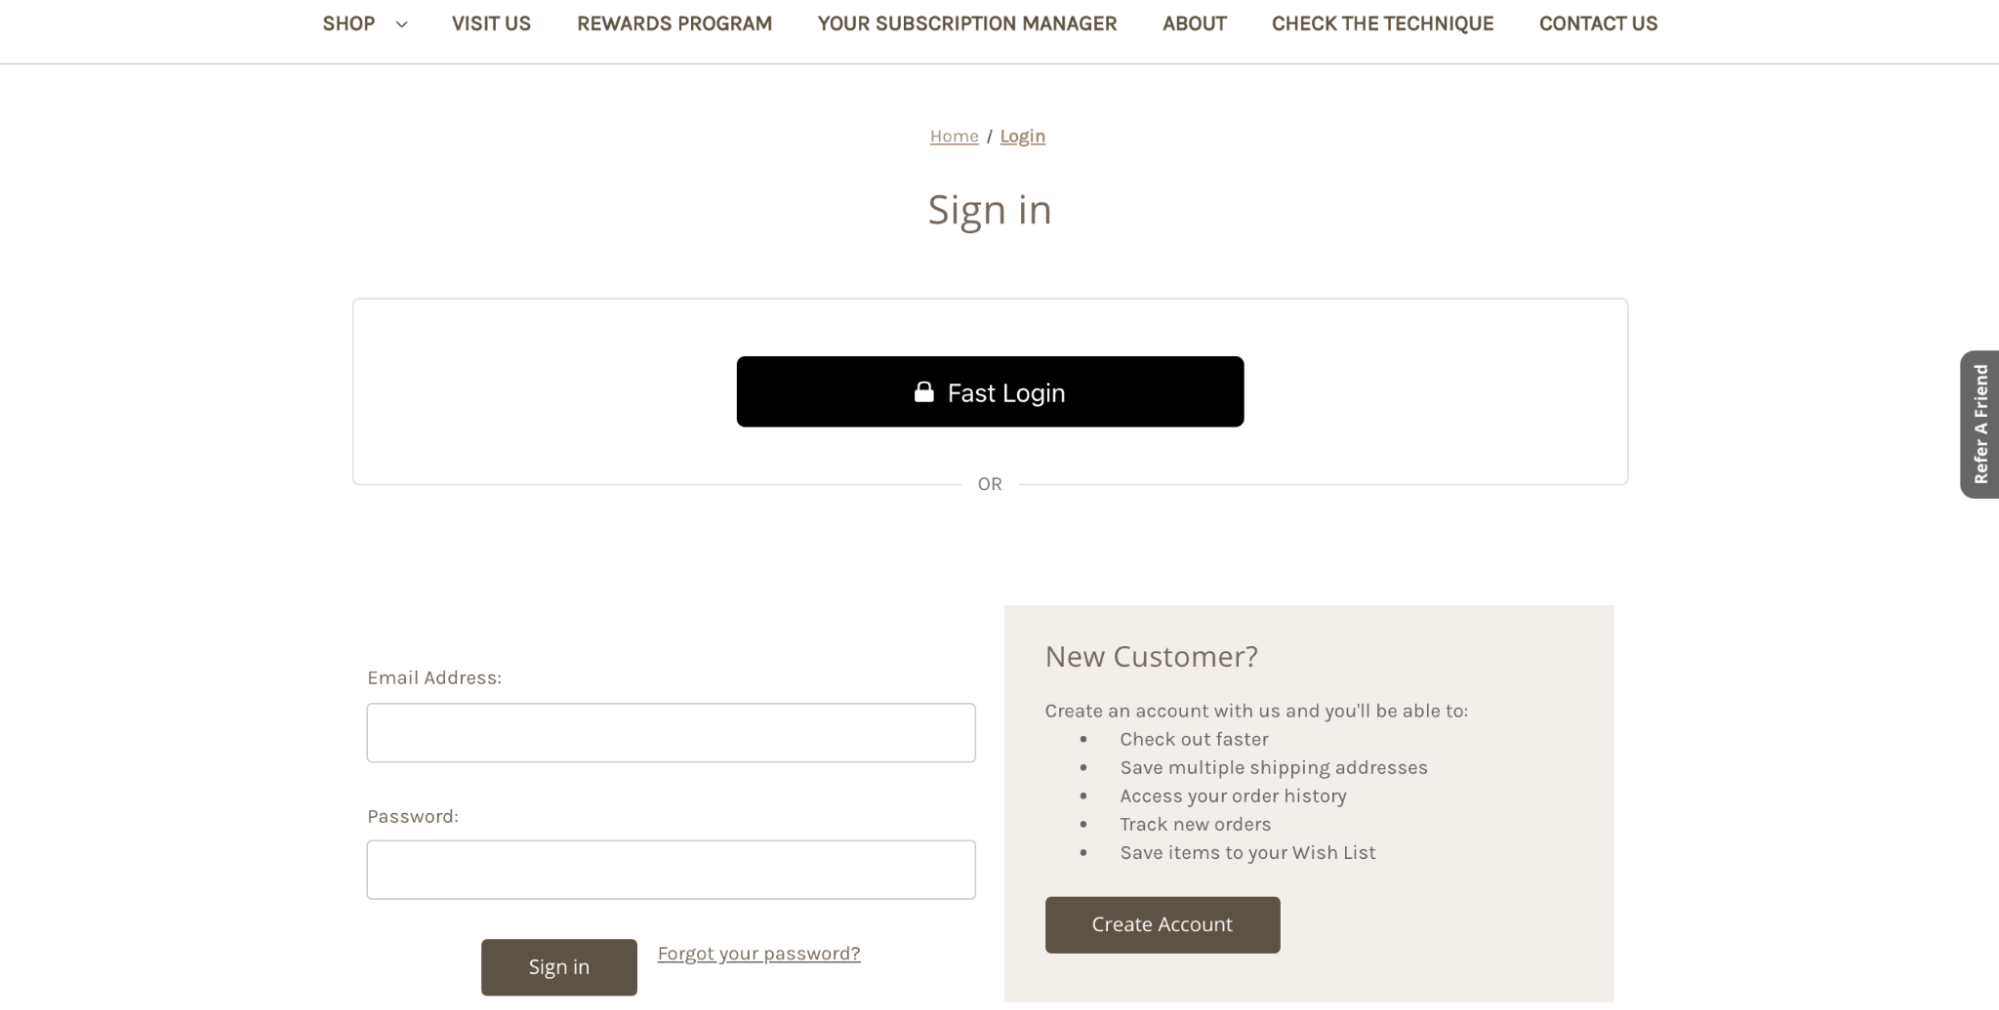 SHOP VISIT US REWARDS PROGRAM YOUR SUBSCRIPTION MANAGER ABOUT CHECK THE TECHNIQUE CONTACT US
Home / Login
Sign in
Fast Login
OR
Refer A Friend
Email Address:
Password:
Sign in Forgot your password?
New Customer?
Create an account with us and you'll be able to:
• Check out faster
• Save multiple shipping addresses
• Access your order history
• Track new orders
• Save items to your Wish List
Create Account